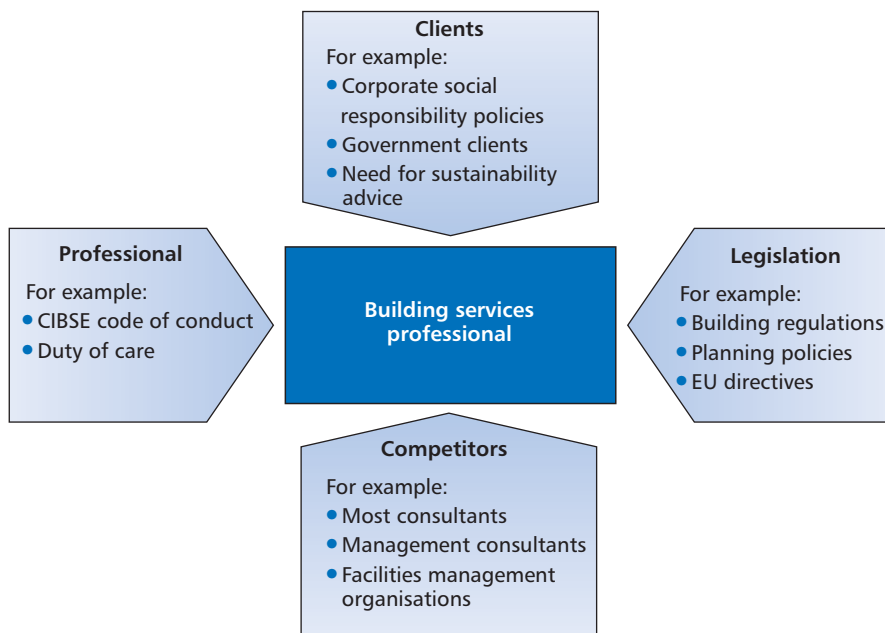 Clients
For example:
• Corporate social
responsibility policies
• Government clients
• Need for sustainability
advice
Professional
For example:
• CIBSE code of conduct
• Duty of care
Building services
professional
Legislation
For example:
• Building regulations
• Planning policies
• EU directives
Competitors
For example:
• Most consultants
• Management consultants
• Facilities management
organisations